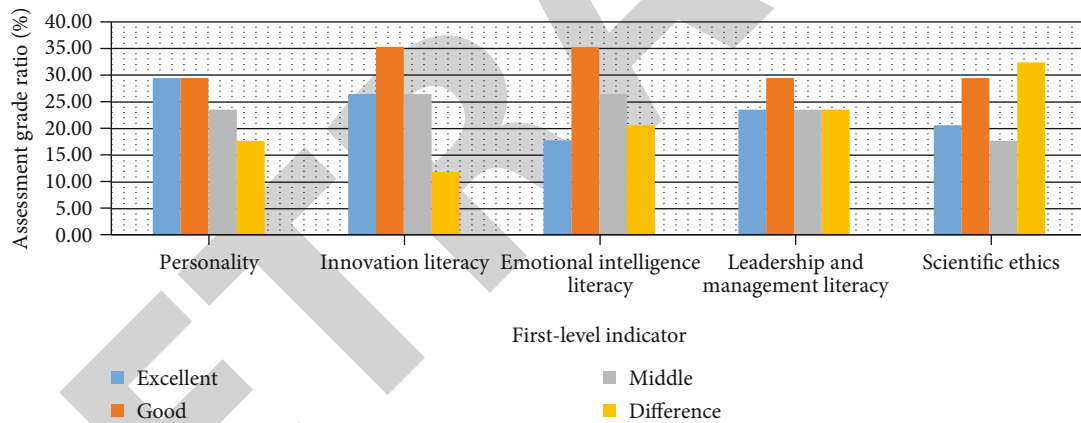 Assessment grade ratio (%)
40.00
35.00
30.00
25.00
20.00
15.00
10.00
5.00
0.00
Personality
Innovation literacy
Emotional intelligence
literacy
Leadership and
management literacy
Scientific ethics
First-level indicator
Excellent
Good
Middle
Difference